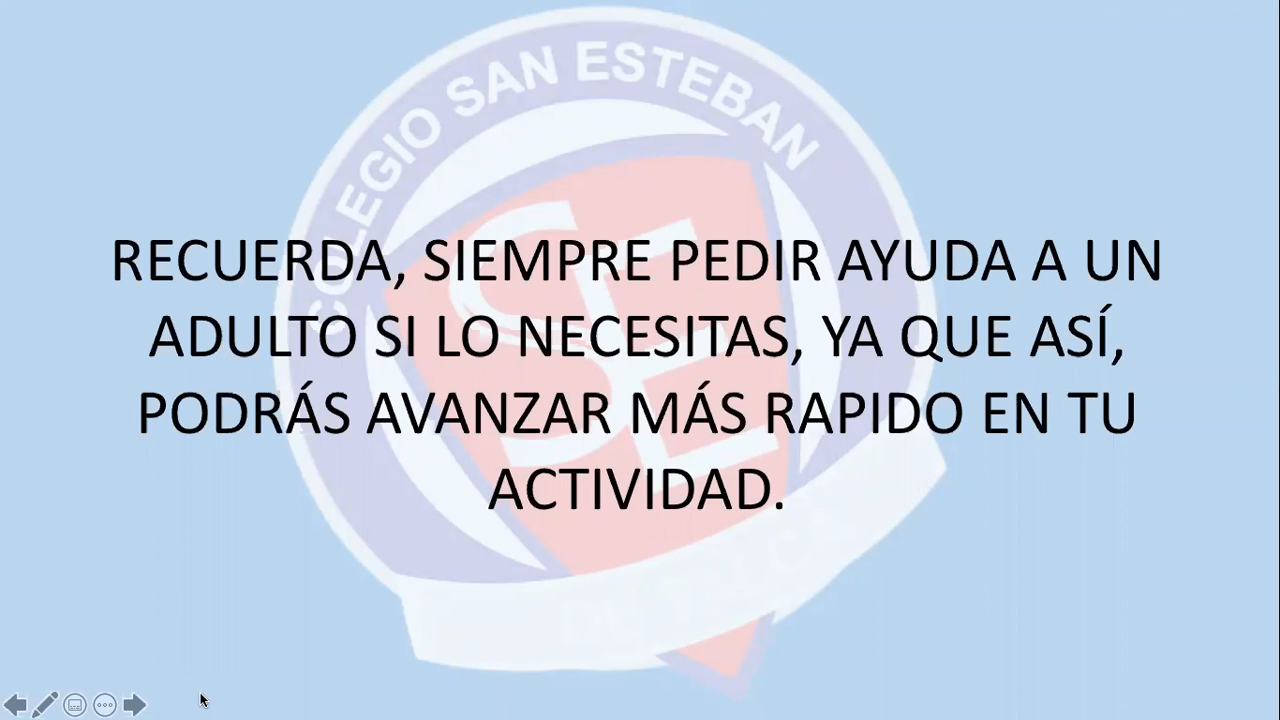 COLEGIO SAN ESTEBAN
RECUERDA, SIEMPRE PEDIR AYUDA A UN
ADULTO SI LO NECESITAS, YA QUE ASÍ,
PODRÁS AVANZAR MÁS RAPIDO EN TU
ACTIVIDAD.